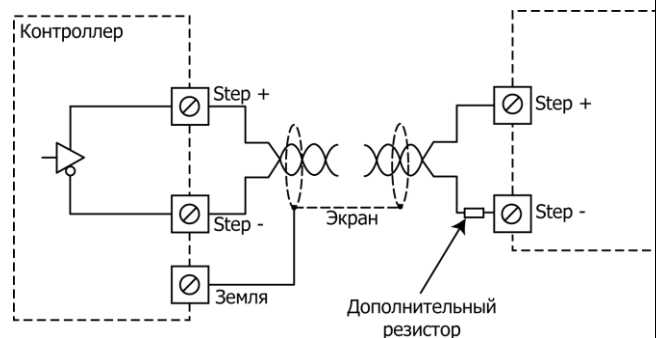 Контроллер
Step +
Step +
Step -
Step -
Экран
Земля
Дополнительный
резистор